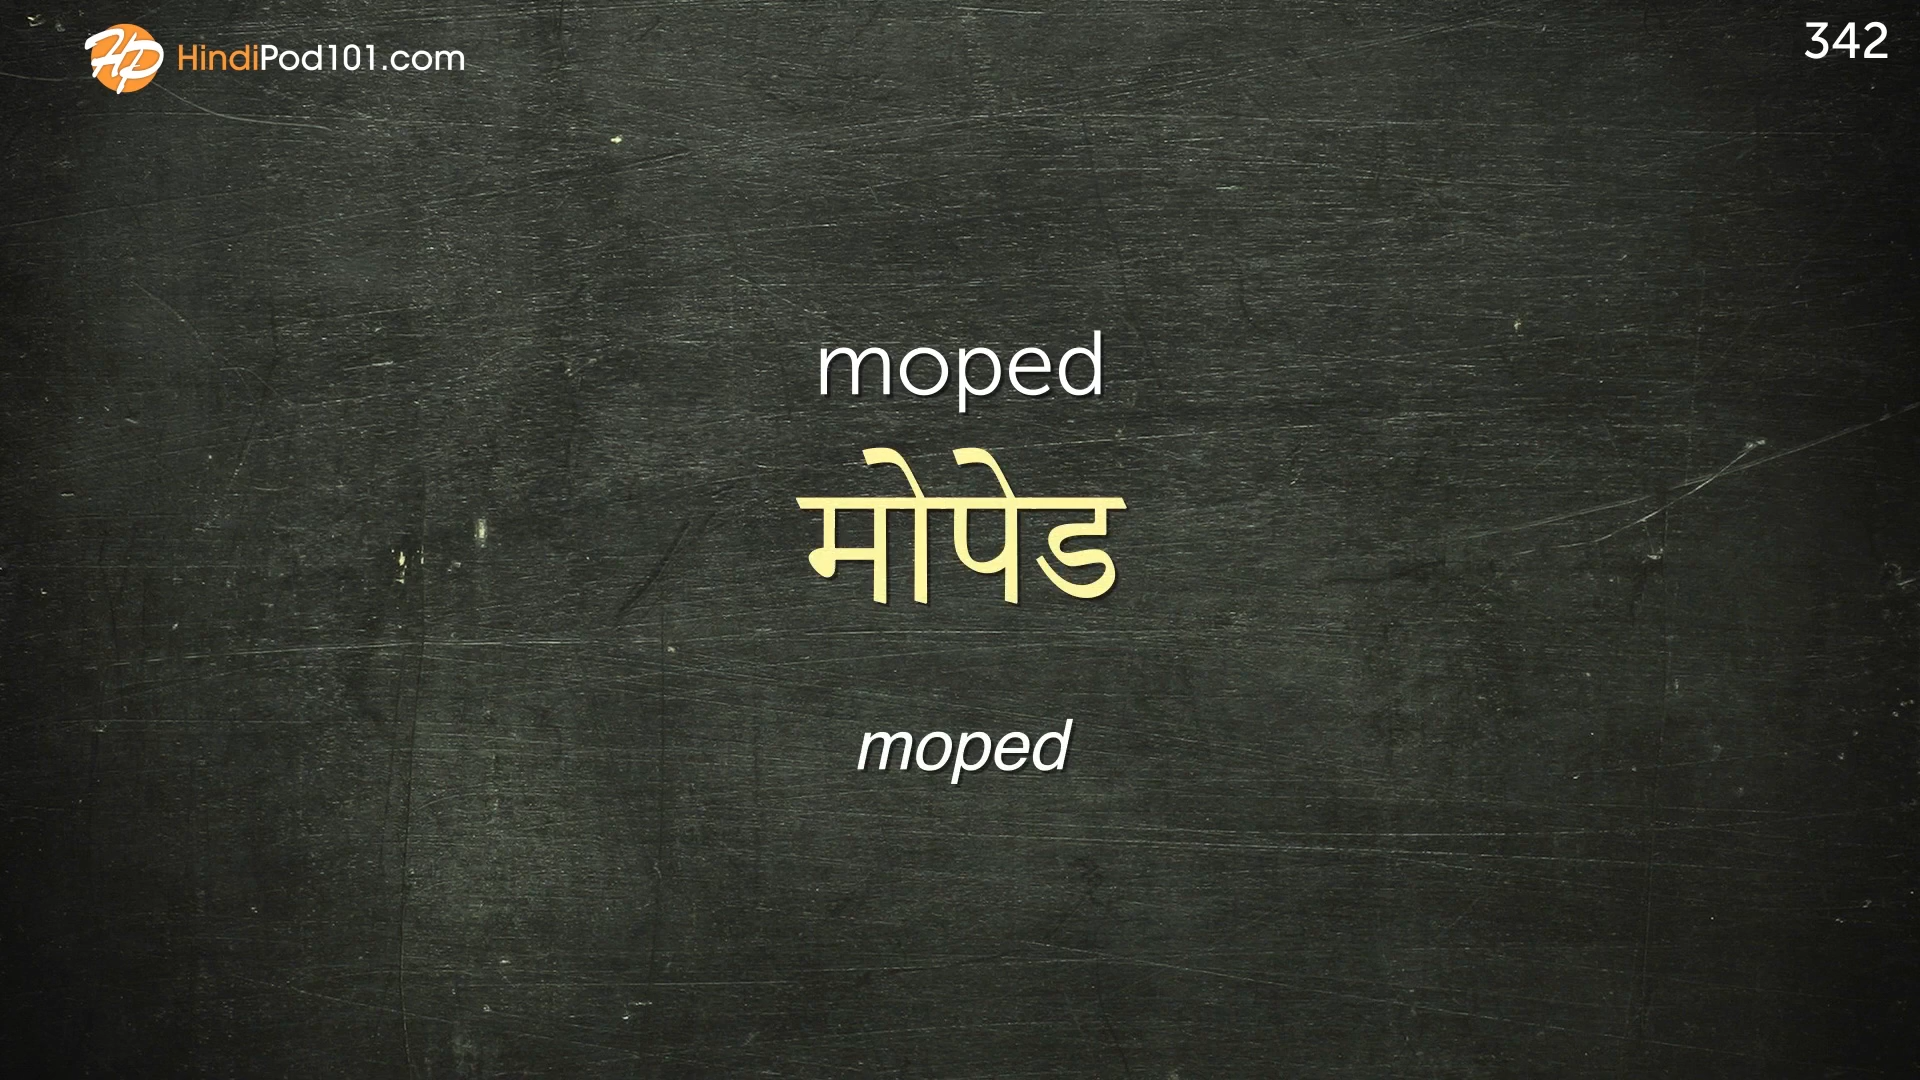 HindiPod101.com
342
moped
मोपेड
moped